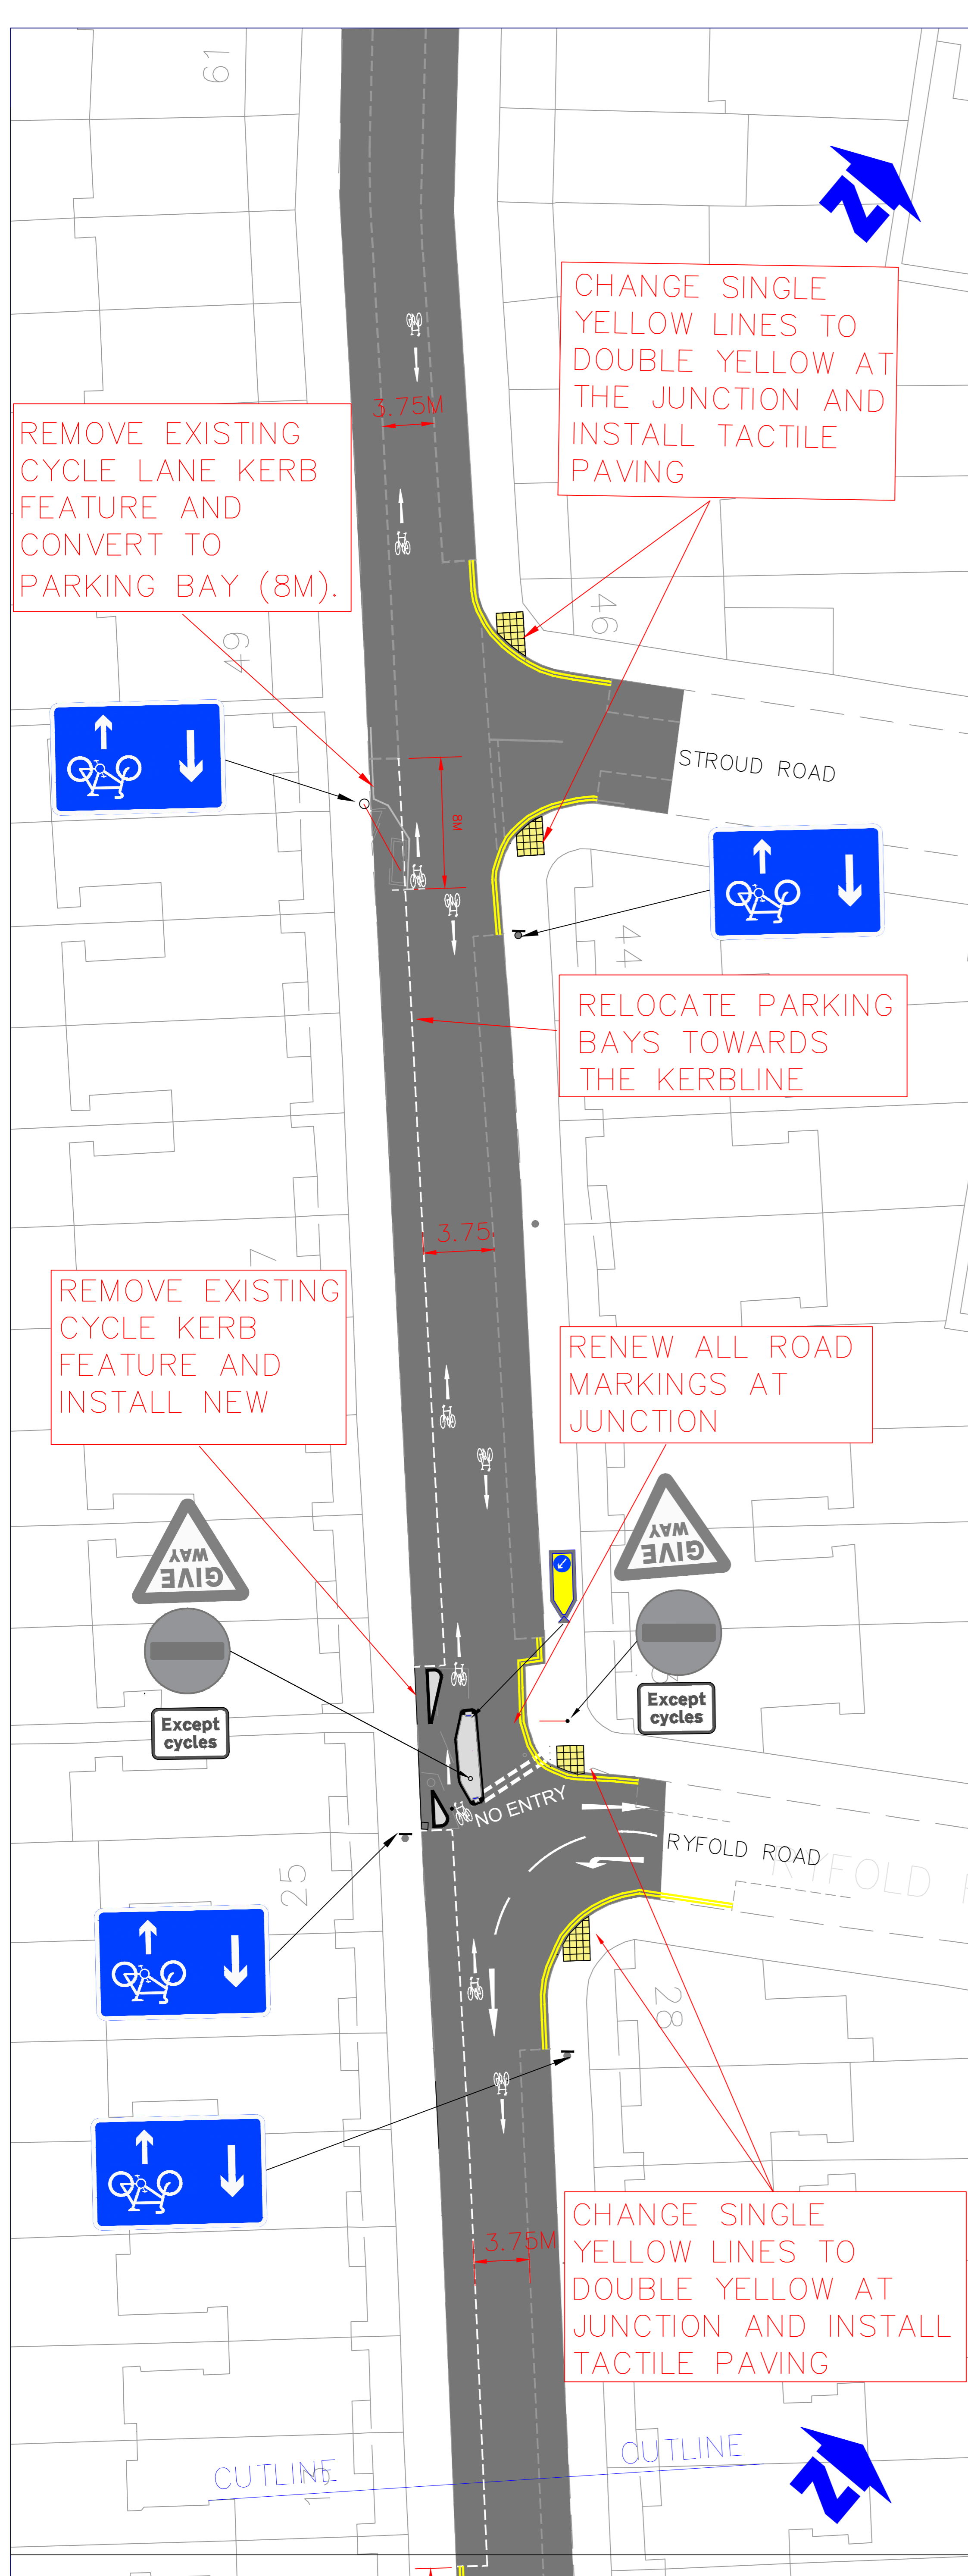 61
N
CHANGE SINGLE
YELLOW LINES TO
DOUBLE YELLOW AT
THE JUNCTION AND
INSTALL TACTILE
PAVING
3.75M
REMOVE EXISTING
CYCLE LANE KERB
FEATURE AND
CONVERT TO
PARKING BAY (8M).
46
49
STROUD ROAD
8M
44
RELOCATE PARKING
BAYS TOWARDS
THE KERBLINE
3.75
REMOVE EXISTING
CYCLE KERB
FEATURE AND
INSTALL NEW
RENEW ALL ROAD
MARKINGS AT
JUNCTION
GIVE
WAY
GIVE
WAY
Except
cycles
Except
cycles
NO ENTRY
RYFOLD ROAD
RYFOLD
25
28
3.75M
CHANGE SINGLE
YELLOW LINES TO
DOUBLE YELLOW AT
JUNCTION AND INSTALL
TACTILE PAVING
CUTLINE
CUTLINE
N